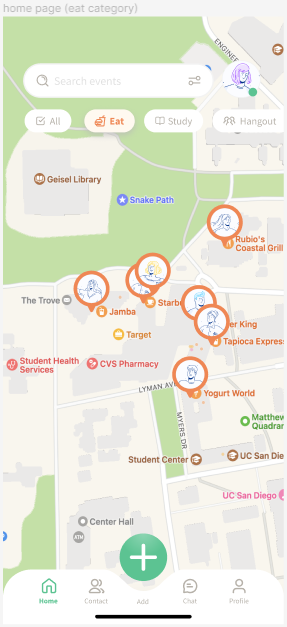 home page (eat category)
ENGINEE
Search events
All
Eat
Study
Hangout
Geisel Library
Snake Path
Rubio's
Coastal Grill
The Trove
Starb
Jamba
er King
Target
Tapioca Express
Student Health
Services
CVS Pharmacy
LYMAN AVE
Yogurt World
MYERS DR
Matthew
Quadran
Student Center
UC San Die
UC San Diego
Center Hall
ATM
Home
Contact
Add
Chat
Profile